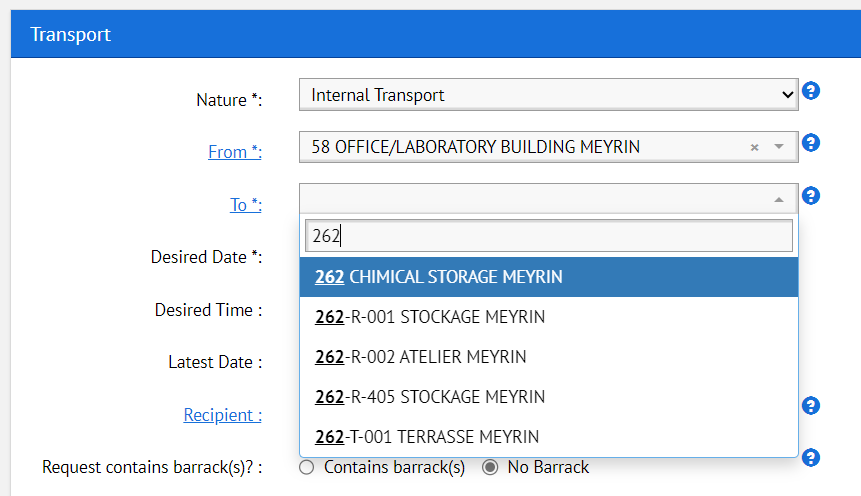 Transport
Nature *:
Internal Transport
?
From *:
58 OFFICE/LABORATORY BUILDING MEYRIN
×
?
To *:
?
262
Desired Date *:
262 CHIMICAL STORAGE MEYRIN
Desired Time :
262-R-001 STOCKAGE MEYRIN
Latest Date :
262-R-002 ATELIER MEYRIN
262-R-405 STOCKAGE MEYRIN
Recipient :
?
262-T-001 TERRASSE MEYRIN
Request contains barrack(s)? :
Contains barrack(s)
No Barrack
?